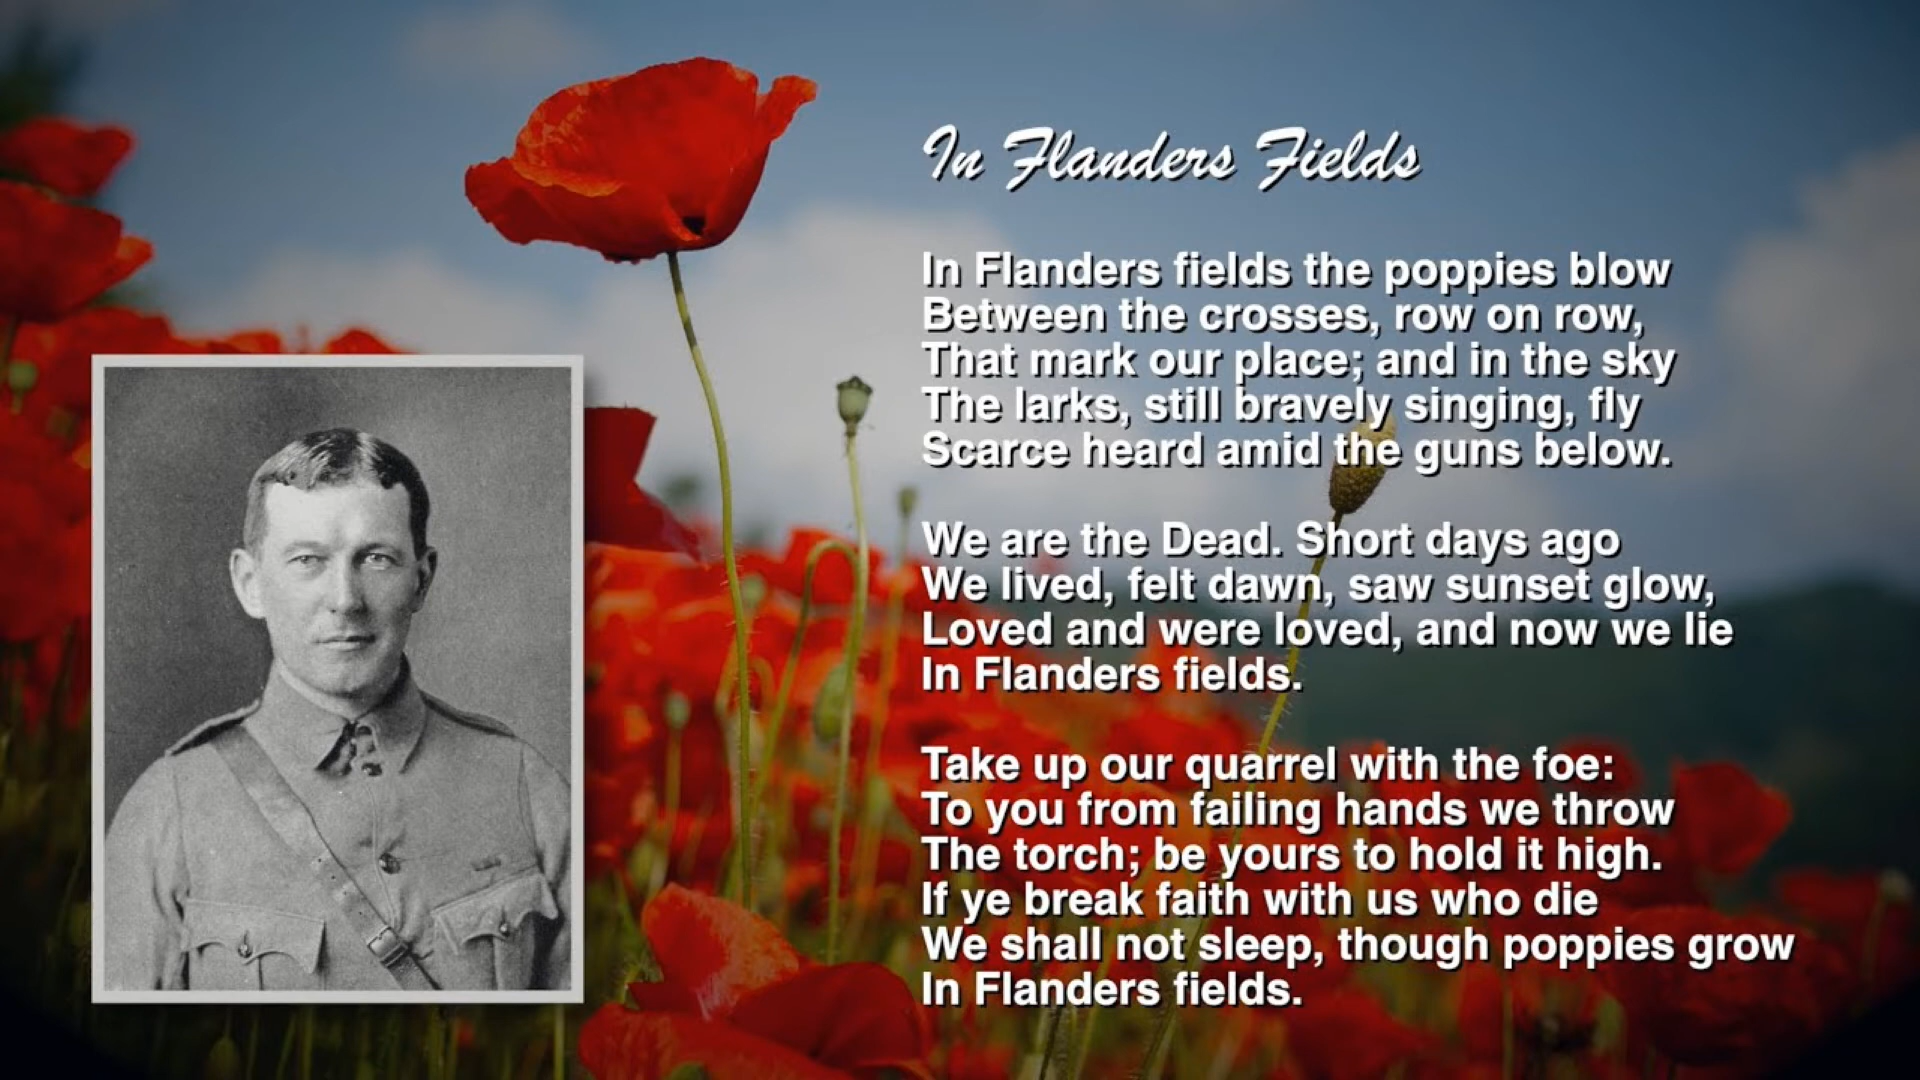 In Flanders Fields
In Flanders fields the poppies blow
Between the crosses, row on row,
That mark our place; and in the sky
The larks, still bravely singing, fly
Scarce heard amid the guns below.
We are the Dead. Short days ago
We lived, felt dawn, saw sunset glow,
Loved and were loved, and now we lie
In Flanders fields.
Take up our quarrel with the foe:
To you from failing hands we throw
The torch; be yours to hold it high.
If ye break faith with us who die
We shall not sleep, though poppies grow
In Flanders fields.